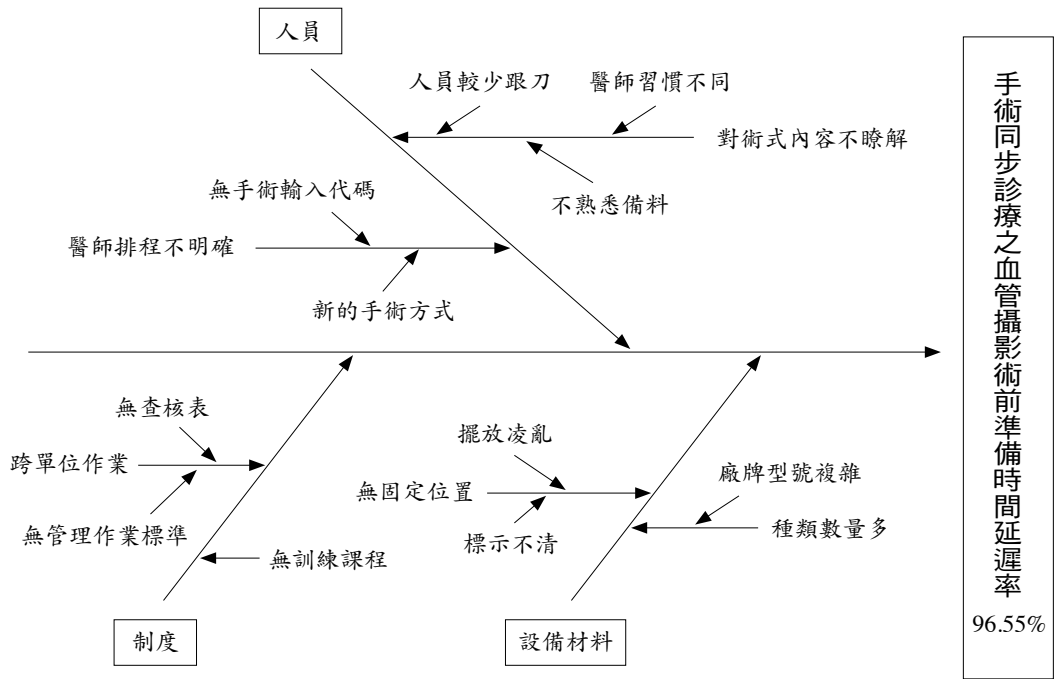 人員
人員較少跟刀
醫師習慣不同
對術式內容不瞭解
不熟悉備料
無手術輸入代碼
醫師排程不明確
新的手術方式
無查核表
跨單位作業
無管理作業標準
無訓練課程
制度
擺放凌亂
無固定位置
標示不清
廠牌型號複雜
種類數量多
設備材料
手術同步診療之血管攝影術前準備時間延遲率
96.55%